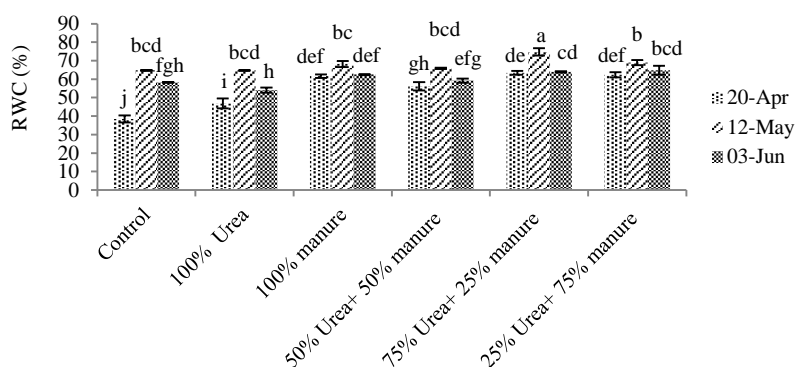 RWC (%)
90
80
70
60
50
40
30
20
10
0
j bcd fgh
i bcd h
def bc def
gh bcd efg
de a cd
def b bcd
Control
100% Urea
100% manure
50% Urea+ 50% manure
75% Urea+ 25% manure
25% Urea+ 75% manure
20-Apr
12-May
03-Jun